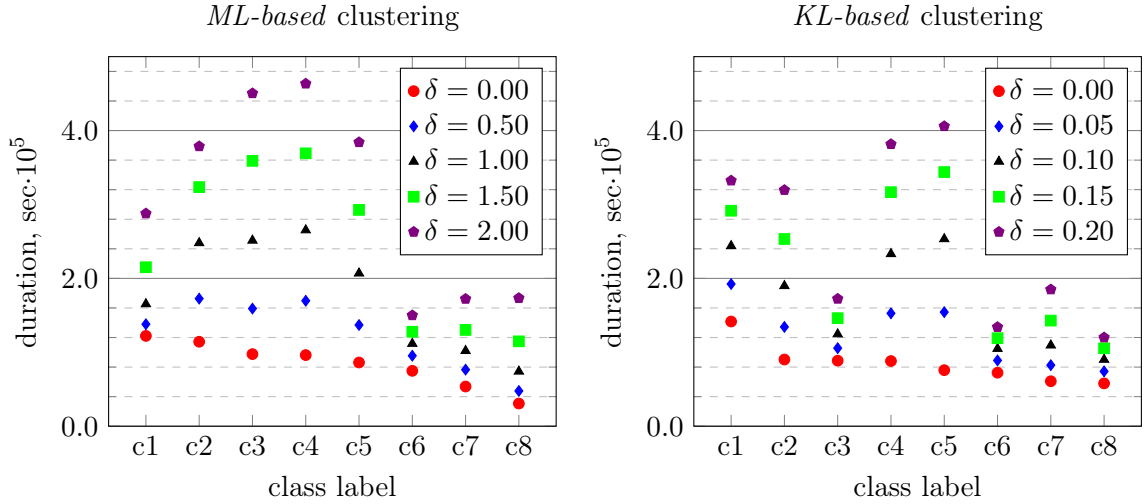 ML-based clustering
duration, sec·10^5
4.0
2.0
0.0
δ = 0.00
δ = 0.50
δ = 1.00
δ = 1.50
δ = 2.00
c1 c2 c3 c4 c5 c6 c7 c8
class label
KL-based clustering
duration, sec·10^5
4.0
2.0
0.0
δ = 0.00
δ = 0.05
δ = 0.10
δ = 0.15
δ = 0.20
c1 c2 c3 c4 c5 c6 c7 c8
class label